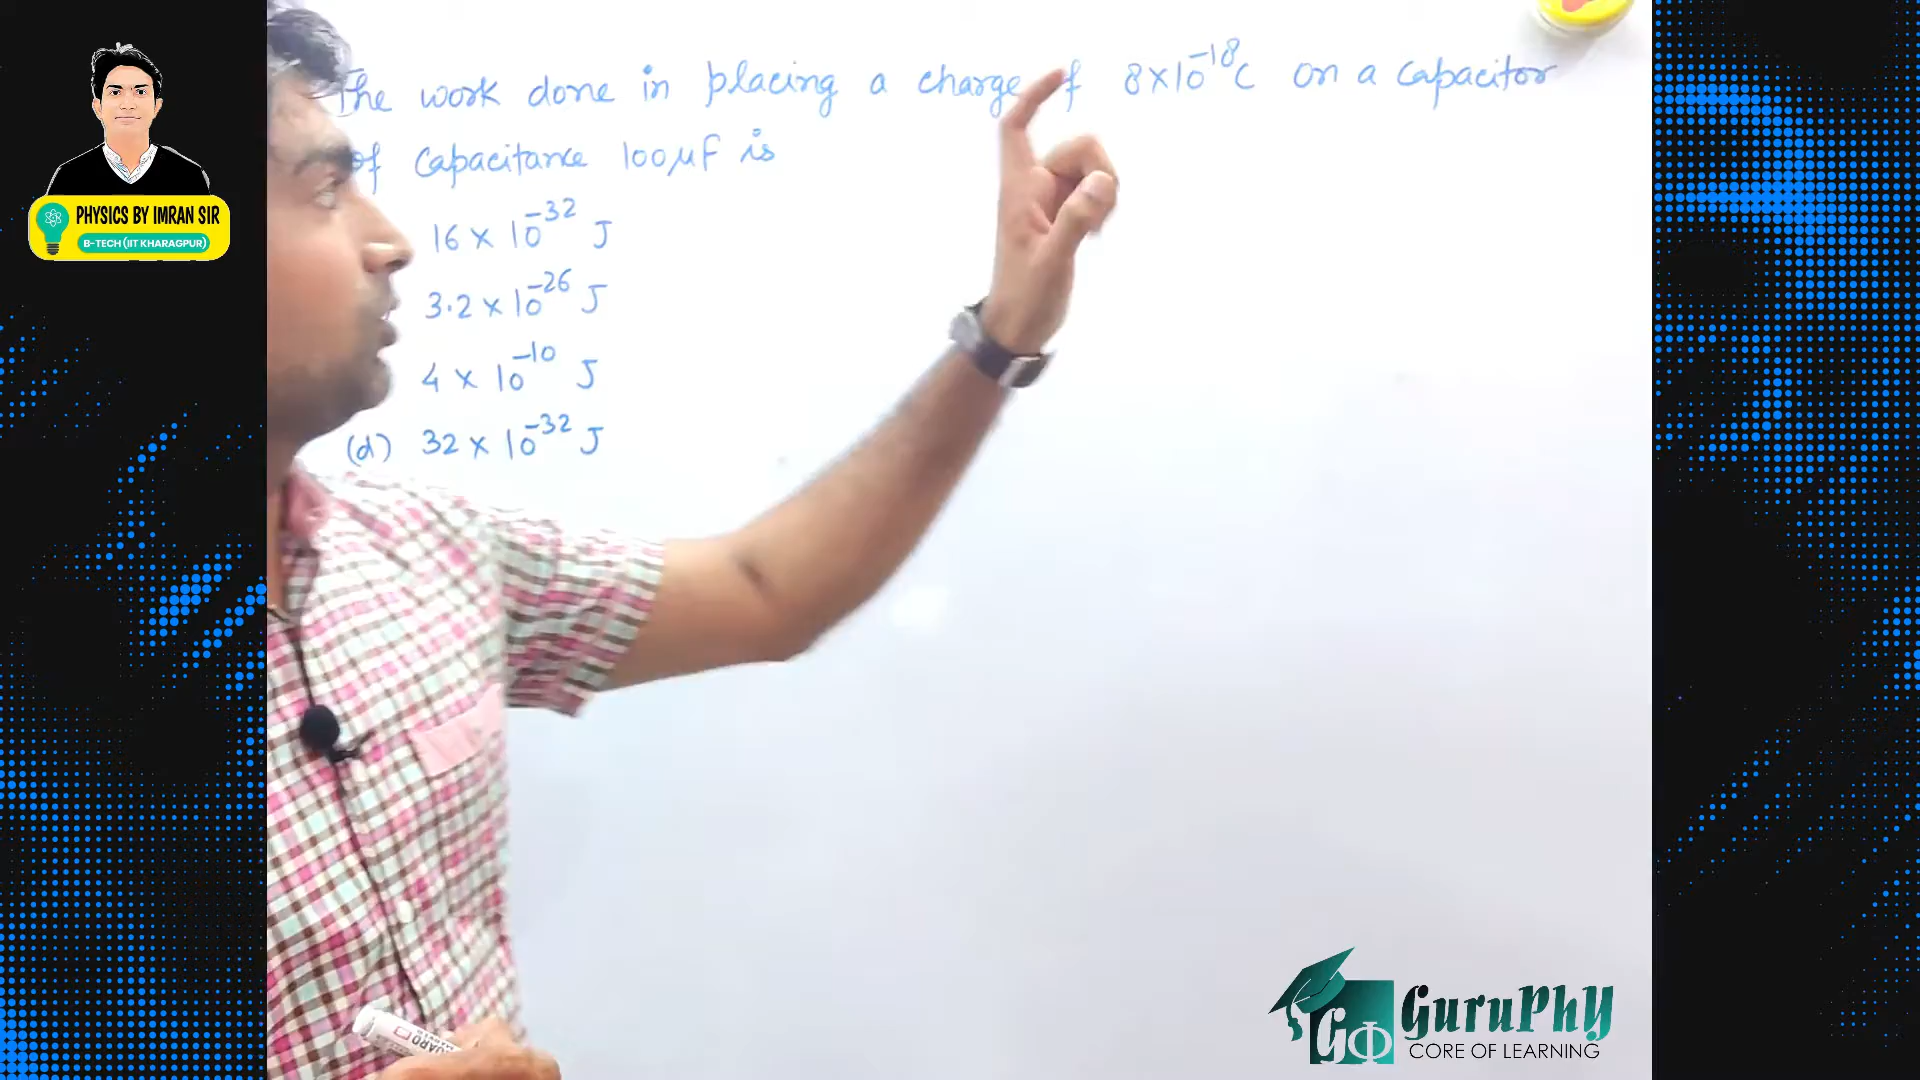 The work done in placing a charge of 8×10⁻¹⁸C on a capacitor
of capacitance 100μF is
16 × 10⁻³² J
3.2 × 10⁻²⁶ J
4 × 10⁻¹⁰ J
(d) 32 × 10⁻³² J
PHYSICS BY IMRAN SIR
B-TECH (IIT KHARAGPUR)
GΦ GuruPhy
CORE OF LEARNING